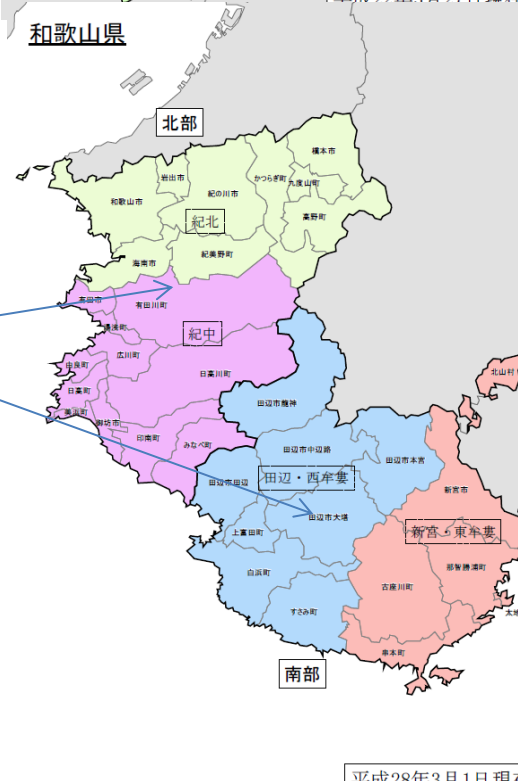 和歌山県
北部
橋本市
岩出市
紀の川市
かつらぎ町
九度山町
和歌山市
高野町
紀北
海南市
紀美野町
有田市
有田川町
湯浅町
紀中
広川町
由良町
日高川町
北山村
日高町
田辺市龍神
美浜町
御坊市
印南町
みなべ町
田辺市中辺路
田辺市本宮
田辺・西牟婁
田辺市田辺
新宮市
田辺市大塔
新宮・東牟婁
上富田町
那智勝浦町
白浜町
古座川町
すさみ町
太地
串本町
南部
平成28年3月1日現在